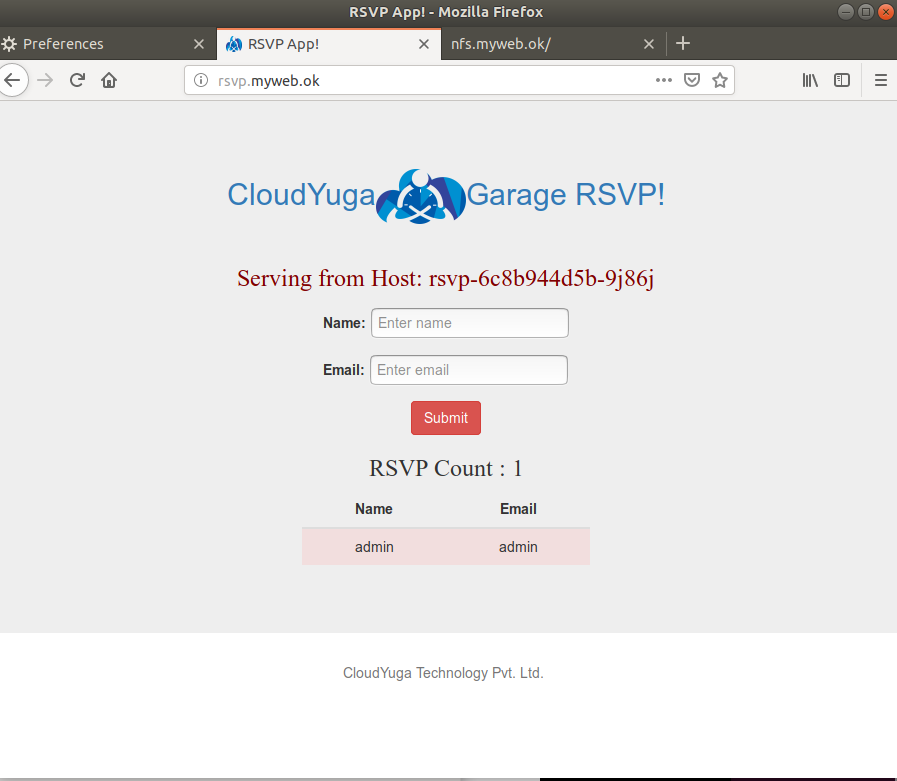 RSVP App! - Mozilla Firefox
Preferences
RSVP App!
nfs.myweb.ok/
rsvp.myweb.ok
CloudYuga Garage RSVP!
Serving from Host: rsvp-6c8b944d5b-9j86j
Name: Enter name
Email: Enter email
Submit
RSVP Count : 1
Name Email
admin admin
CloudYuga Technology Pvt. Ltd.